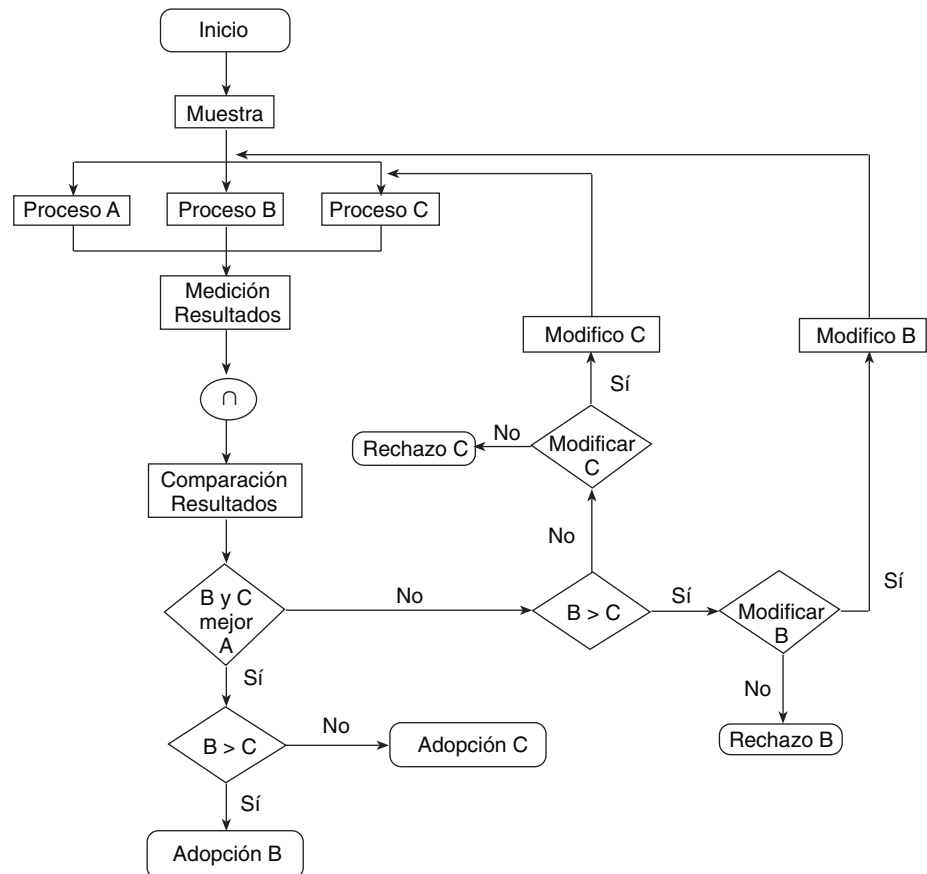 Inicio
Muestra
Proceso A
Proceso B
Proceso C
Medición
Resultados
∩
Comparación
Resultados
B y C
mejor
A
No
Sí
B > C
No
Adopción C
Sí
Adopción B
B > C
No
Modificar
C
No
Rechazo C
Sí
Modifico C
Sí
Modificar
B
No
Rechazo B
Sí
Modifico B